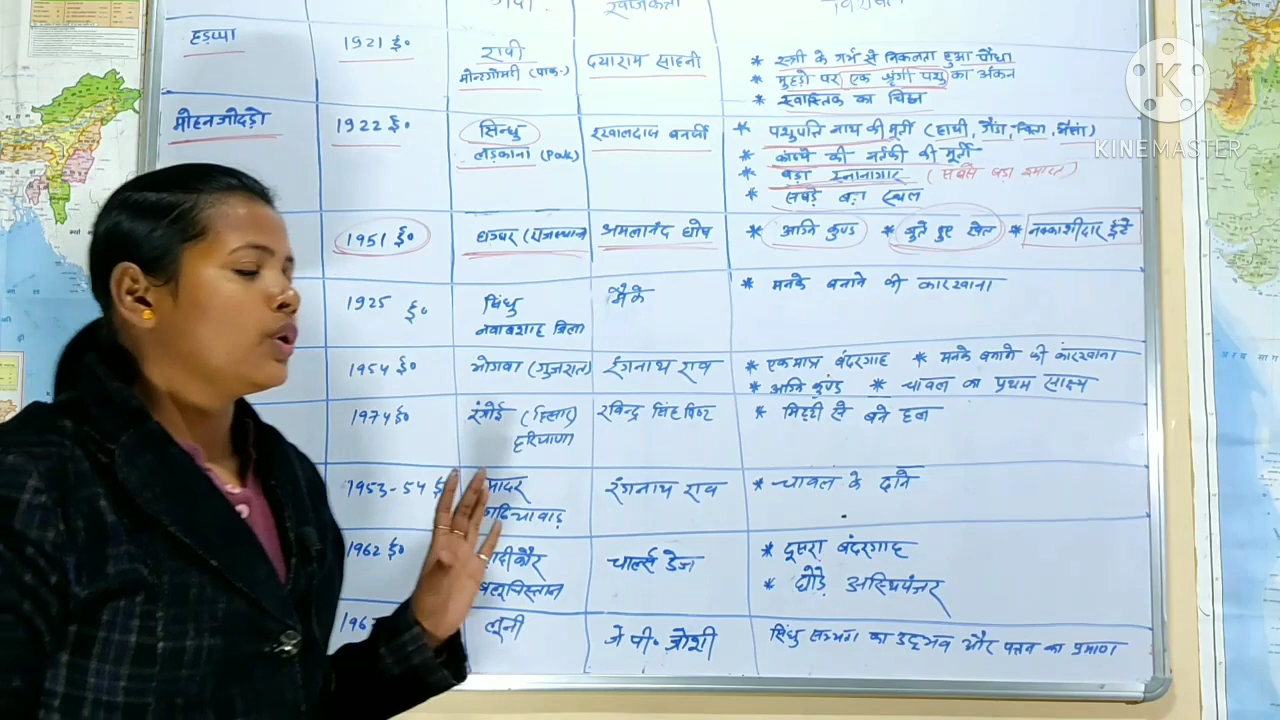 हड़प्पा 1921 ई० रावी दयाराम साहनी * स्त्री के गर्भ से निकलता हुआ पौधा
मोन्टगोमरी (पाक.) * मुहरों पर एक श्रृंगी पशु का अंकन
* स्वास्तिक का चिह्न
मोहनजोदड़ो 1922 ई० सिन्धु राखालदास बनर्जी * पशुपति नाथ की मूर्ती (हाथी, गैंडा, चिता, भैंसा)
लड़काना (Pak) * कांस्ये की नर्तकी की मूर्ती
* बड़ा स्नानागार (सबसे बड़ा इमारत)
* सबसे बड़ा स्थल
1951 ई० घग्घर (राजस्थान) अमलानंद घोष * अग्नि कुण्ड * जुते हुए खेत * नक्काशीदार ईंटें
1925 ई० सिंधु मैके * मनके बनाने की कारखाना
नवाबशाह जिला
1954 ई० भोगवा (गुजरात) रंगनाथ राव * एकमात्र बंदरगाह * मनके बनाने की कारखाना
* अग्नि कुण्ड * चावल का प्रथम साक्ष्य
1974 ई० रंगोई (हिसार) रविन्द्र सिंह विष्ट * मिट्टी से बने हल
हरियाणा
1953-54 ई मादर रंगनाथ राव * चावल के दाने
1962 ई० चार्ल्स डेज * दूसरा बंदरगाह
बलूचिस्तान * घोड़े अस्थिपंजर
लूनी जे पी. जोशी सिंधु सभ्यता का उद्भव और पतन का प्रमाण
K
KINEMASTER